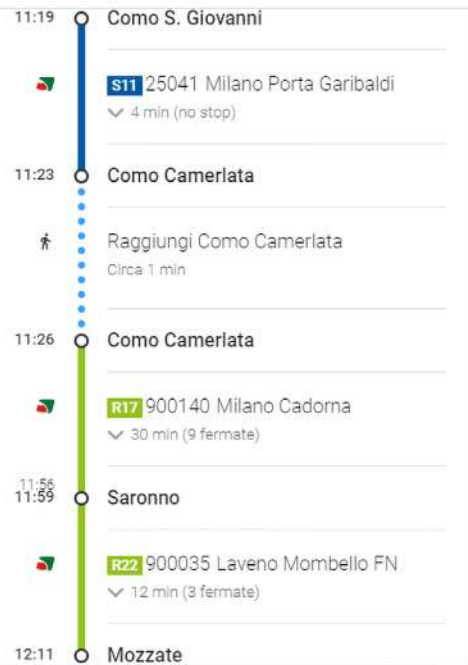 11:19 Como S. Giovanni
S11 25041 Milano Porta Garibaldi
4 min (no stop)
11:23 Como Camerlata
Raggiungi Como Camerlata
Circa 1 min
11:26 Como Camerlata
R17 900140 Milano Cadorna
30 min (9 fermate)
11:56
11:59 Saronno
R22 900035 Laveno Mombello FN
12 min (3 fermate)
12:11 Mozzate